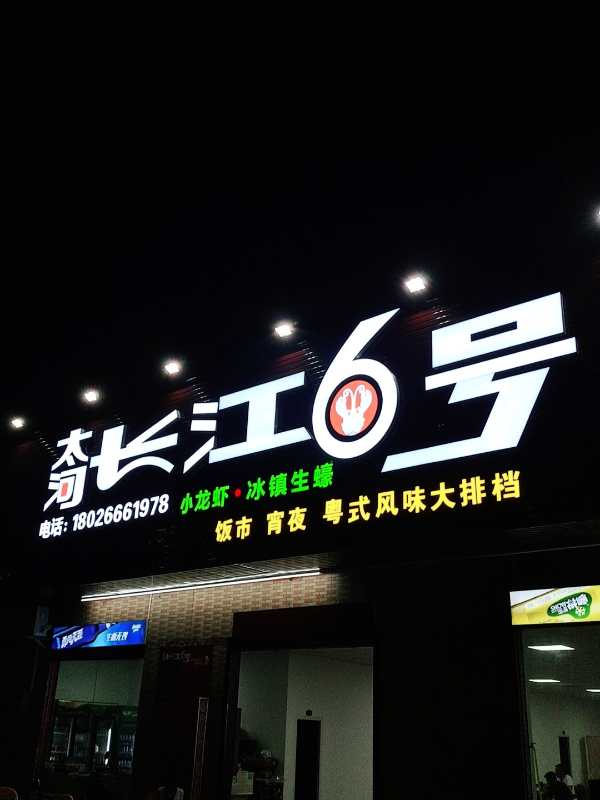 太河长江6号
电话：18026661978
小龙虾·冰镇生蠔
饭市 宵夜 粤式风味大排档